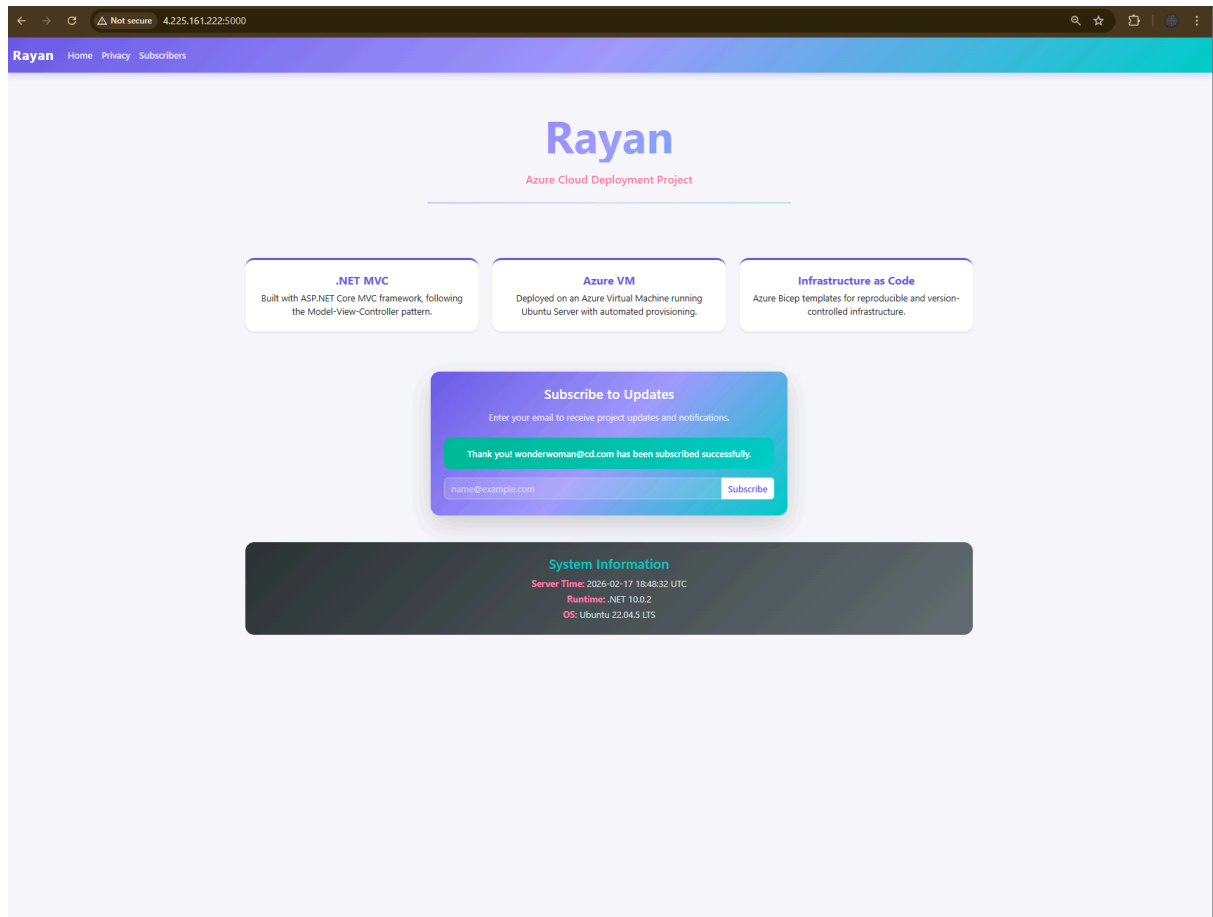 Not secure 4.225.161.222:5000
Rayan Home Privacy Subscribers
Rayan
Azure Cloud Deployment Project
.NET MVC
Built with ASP.NET Core MVC framework, following
the Model-View-Controller pattern.
Azure VM
Deployed on an Azure Virtual Machine running
Ubuntu Server with automated provisioning.
Infrastructure as Code
Azure Bicep templates for reproducible and version-
controlled infrastructure.
Subscribe to Updates
Enter your email to receive project updates and notifications.
Thank you! wonderwoman@cd.com has been subscribed successfully.
name@example.com Subscribe
System Information
Server Time: 2026-02-17 18:48:32 UTC
Runtime: .NET 10.0.2
OS: Ubuntu 22.04.5 LTS